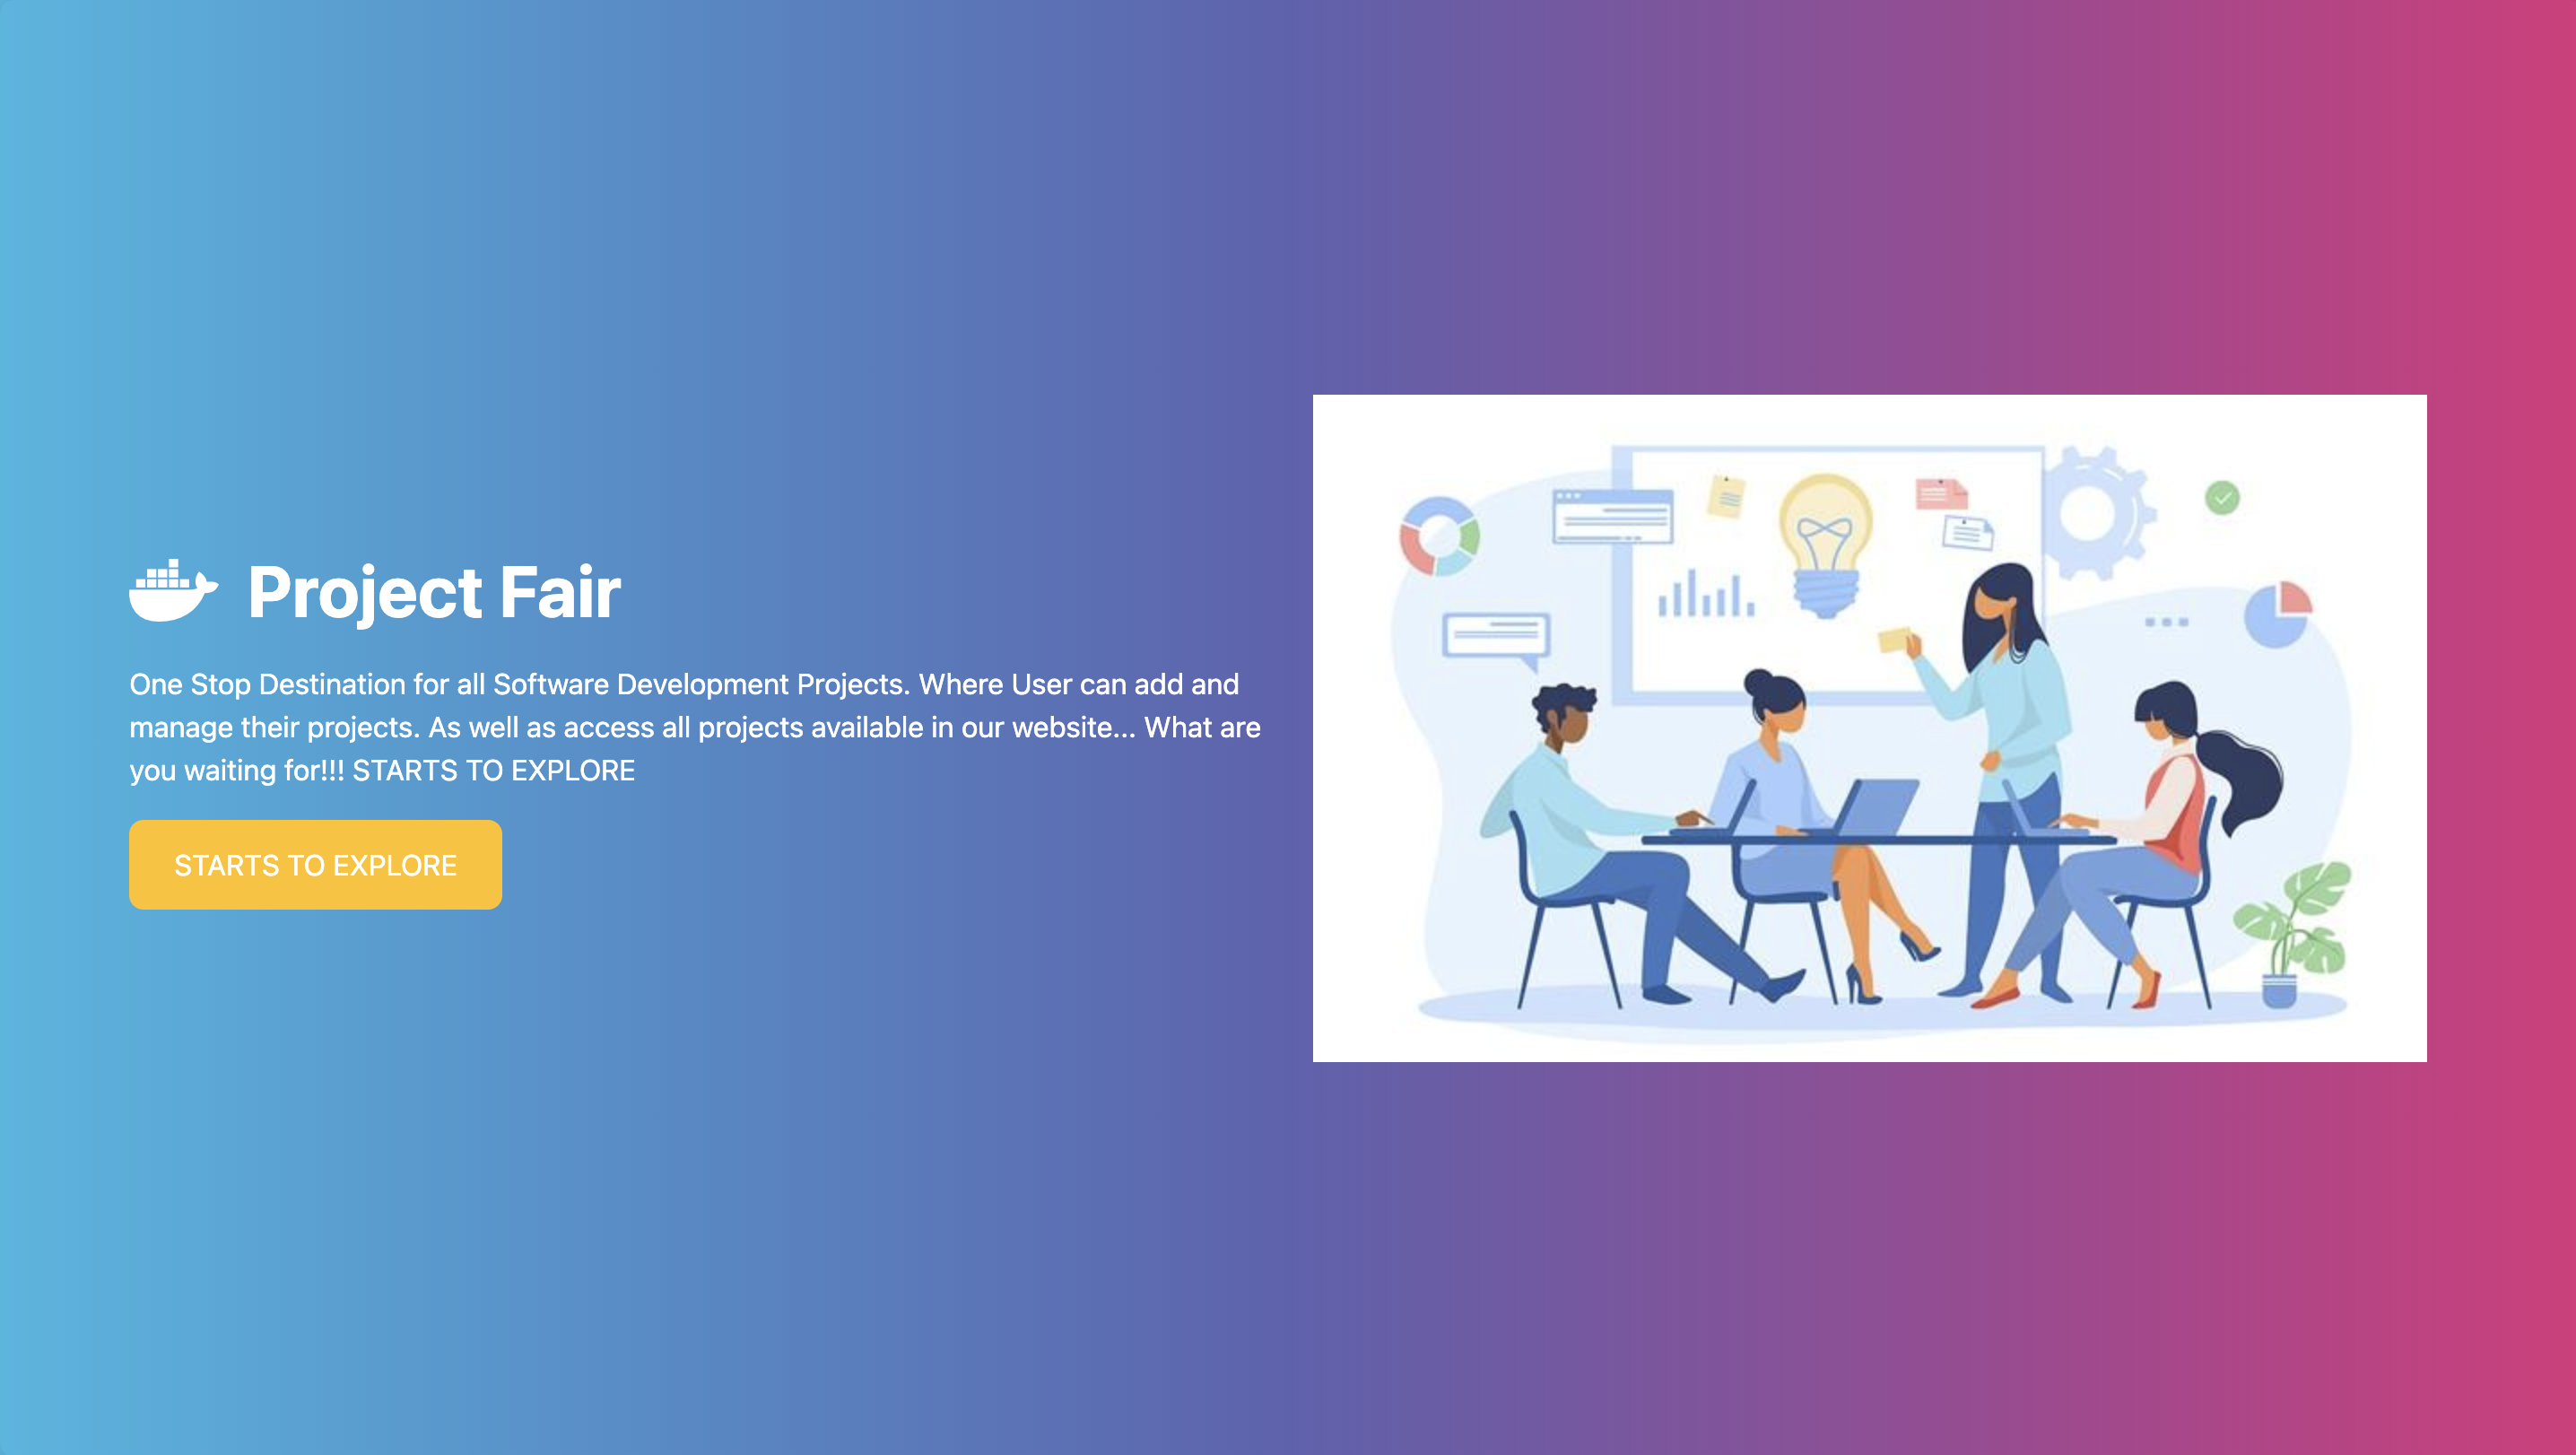 Project Fair
One Stop Destination for all Software Development Projects. Where User can add and
manage their projects. As well as access all projects available in our website... What are
you waiting for!!! STARTS TO EXPLORE
STARTS TO EXPLORE